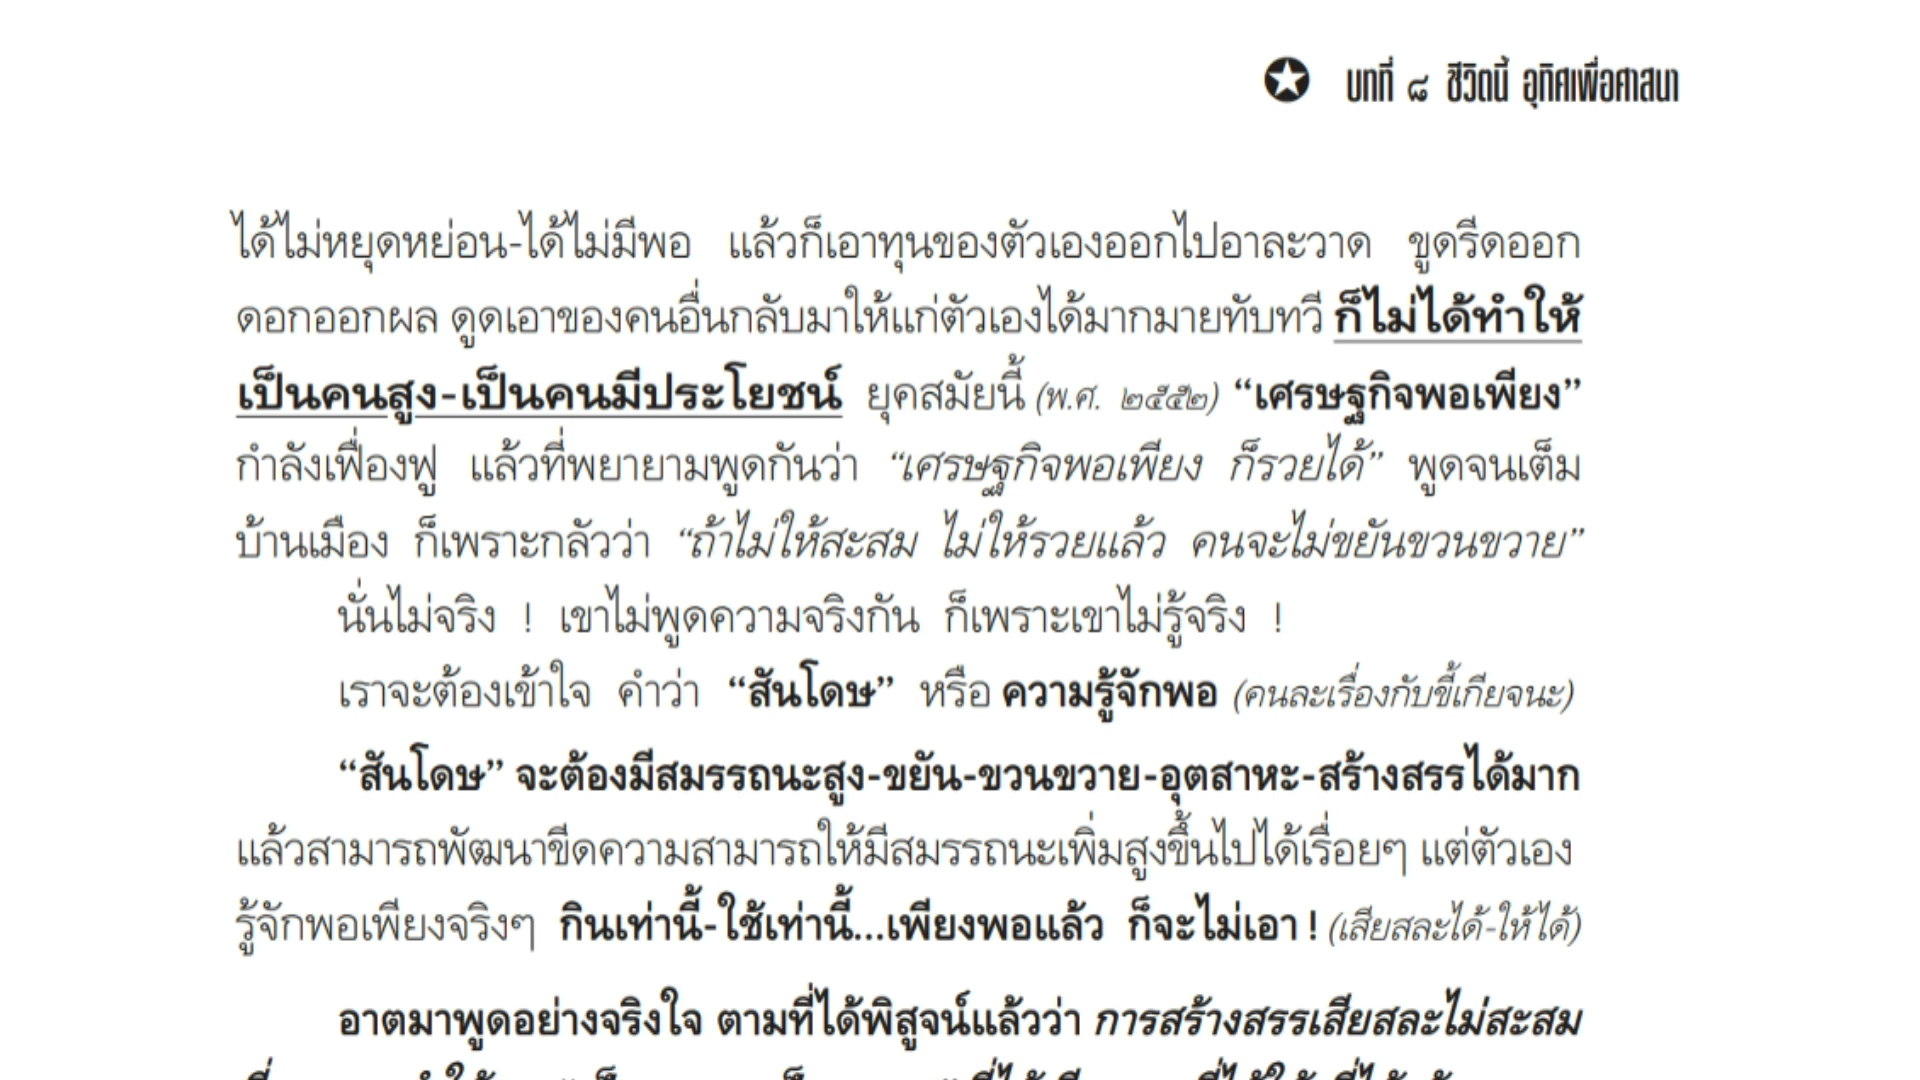 บทที่ ๘ ชีวิตนี้ อุทิศเพื่อศาสนา
ได้ไม่หยุดหย่อน-ได้ไม่มีพอ แล้วก็เอาทุนของตัวเองออกไปอาละวาด ขูดรีดออก
ดอกออกผล ดูดเอาของคนอื่นกลับมาให้แก่ตัวเองได้มากมายทับทวี ก็ไม่ได้ทำให้
เป็นคนสูง-เป็นคนมีประโยชน์ ยุคสมัยนี้ (พ.ศ. ๒๕๕๒) “เศรษฐกิจพอเพียง”
กำลังเฟื่องฟู แล้วที่พยายามพูดกันว่า “เศรษฐกิจพอเพียง ก็รวยได้” พูดจนเต็ม
บ้านเมือง ก็เพราะกลัวว่า “ถ้าไม่ให้สะสม ไม่ให้รวยแล้ว คนจะไม่ขยันขวนขวาย”
นั่นไม่จริง ! เขาไม่พูดความจริงกัน ก็เพราะเขาไม่รู้จริง !
เราจะต้องเข้าใจ คำว่า “สันโดษ” หรือ ความรู้จักพอ (คนละเรื่องกับขี้เกียจนะ)
“สันโดษ” จะต้องมีสมรรถนะสูง-ขยัน-ขวนขวาย-อุตสาหะ-สร้างสรรได้มาก
แล้วสามารถพัฒนาขีดความสามารถให้มีสมรรถนะเพิ่มสูงขึ้นไปได้เรื่อยๆ แต่ตัวเอง
รู้จักพอเพียงจริงๆ กินเท่านี้-ใช้เท่านี้...เพียงพอแล้ว ก็จะไม่เอา ! (เสียสละได้-ให้ได้)
อาตมาพูดอย่างจริงใจ ตามที่ได้พิสูจน์แล้วว่า การสร้างสรรเสียสละไม่สะสม